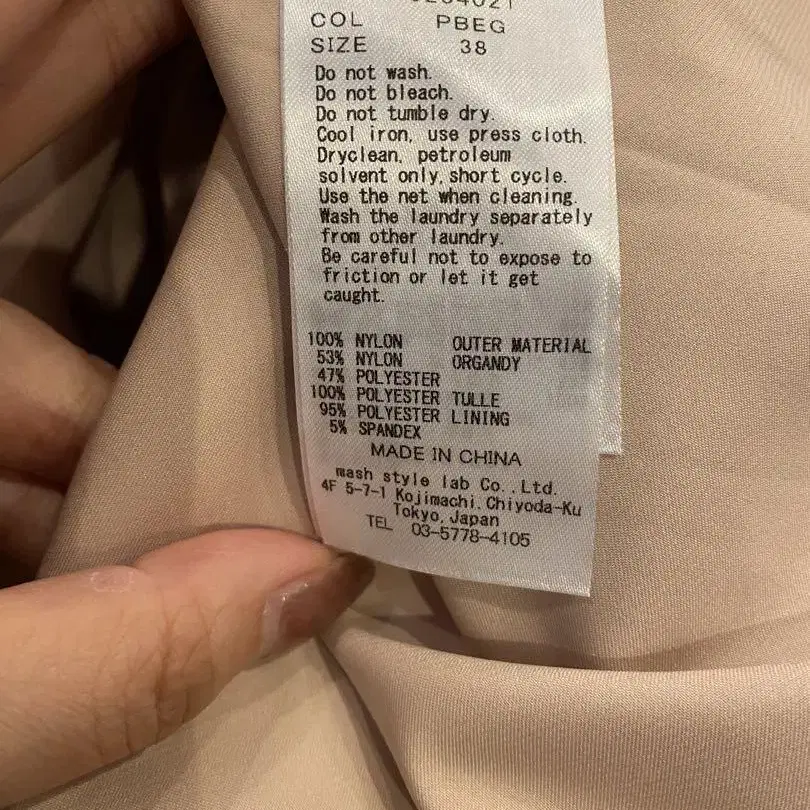 COL PBEG
SIZE 38
Do not wash.
Do not bleach.
Do not tumble dry.
Cool iron, use press cloth.
Dryclean, petroleum
solvent only, short cycle.
Use the net when cleaning.
Wash the laundry separately
from other laundry.
Be careful not to expose to
friction or let it get
caught.
100% NYLON OUTER MATERIAL
53% NYLON ORGANDY
47% POLYESTER
100% POLYESTER TULLE
95% POLYESTER LINING
5% SPANDEX
MADE IN CHINA
mash style lab Co.,Ltd.
4F 5-7-1 Kojimachi, Chiyoda-Ku
Tokyo, Japan
TEL 03-5778-4105